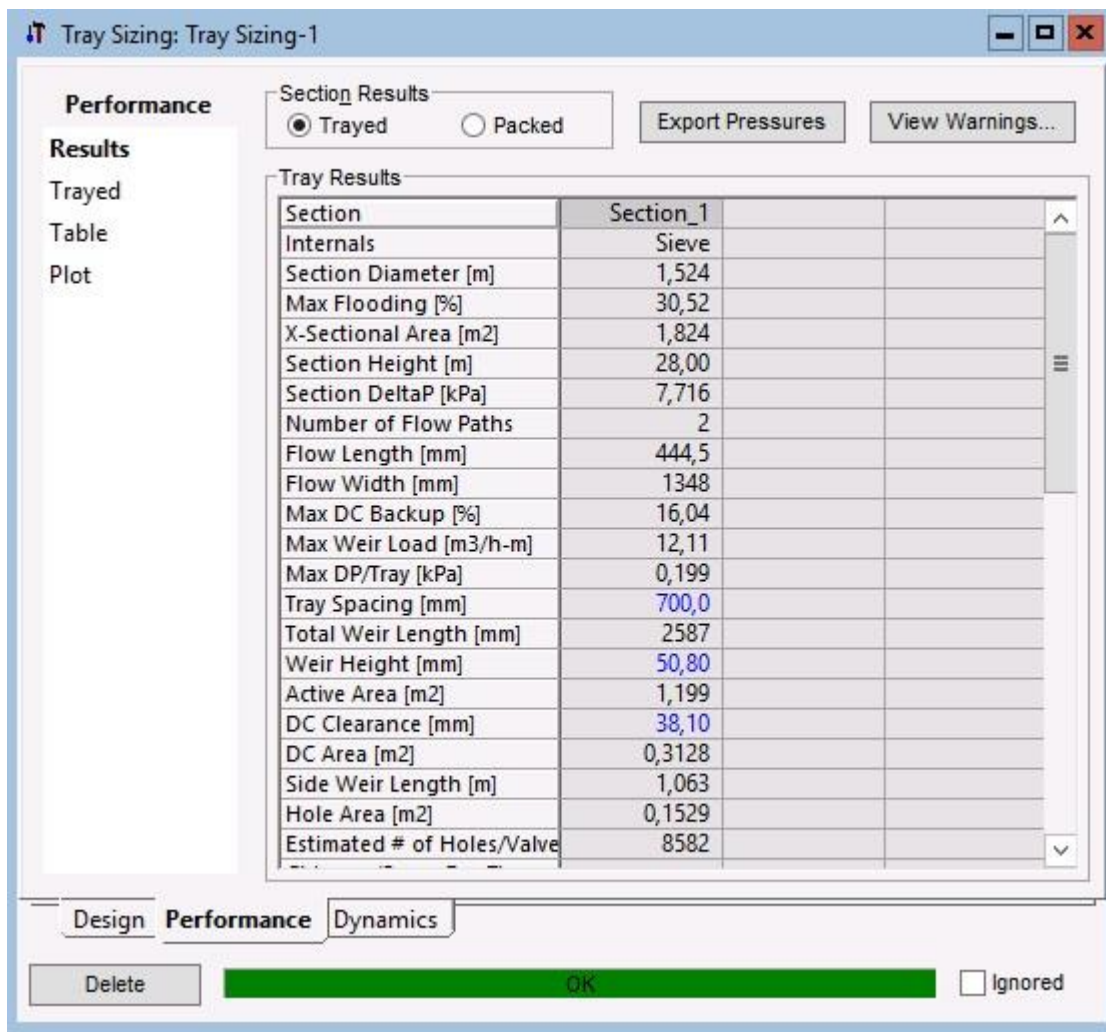 Tray Sizing: Tray Sizing-1
Performance
Results
Trayed
Table
Plot
Section Results
Trayed Packed
Export Pressures
View Warnings...
Tray Results
Section Section_1
Internals Sieve
Section Diameter [m] 1,524
Max Flooding [%] 30,52
X-Sectional Area [m2] 1,824
Section Height [m] 28,00
Section DeltaP [kPa] 7,716
Number of Flow Paths 2
Flow Length [mm] 444,5
Flow Width [mm] 1348
Max DC Backup [%] 16,04
Max Weir Load [m3/h-m] 12,11
Max DP/Tray [kPa] 0,199
Tray Spacing [mm] 700,0
Total Weir Length [mm] 2587
Weir Height [mm] 50,80
Active Area [m2] 1,199
DC Clearance [mm] 38,10
DC Area [m2] 0,3128
Side Weir Length [m] 1,063
Hole Area [m2] 0,1529
Estimated # of Holes/Valve 8582
Design Performance Dynamics
Delete OK Ignored